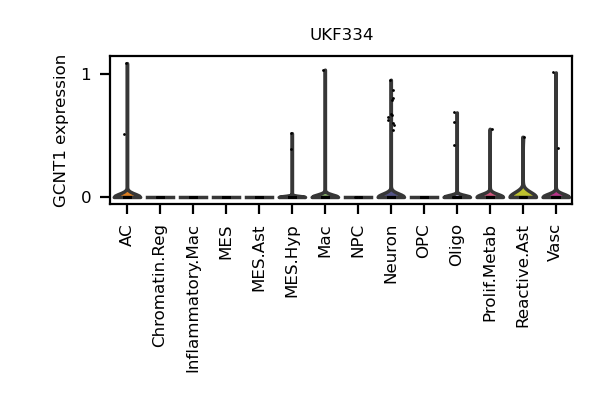 UKF334
GCNT1 expression
1
0
AC
Chromatin.Reg
Inflammatory.Mac
MES
MES.Ast
MES.Hyp
Mac
NPC
Neuron
OPC
Oligo
Prolif.Metab
Reactive.Ast
Vasc